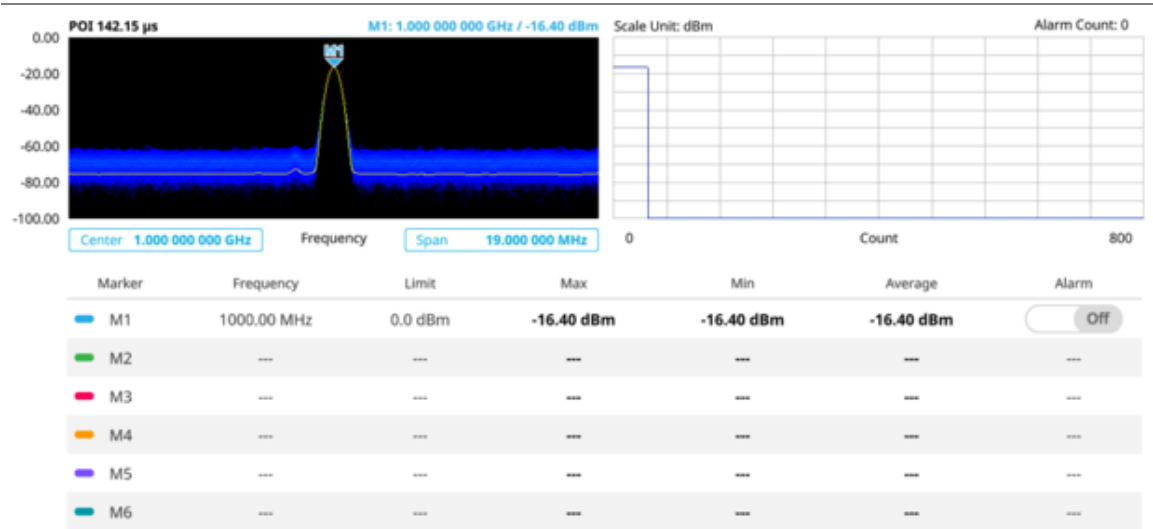 POI 142.15 µs M1: 1.000 000 000 GHz / -16.40 dBm Scale Unit: dBm Alarm Count: 0
0.00
M1
-20.00
-40.00
-60.00
-80.00
-100.00
Center 1.000 000 000 GHz Frequency Span 19.000 000 MHz 0 Count 800
Marker Frequency Limit Max Min Average Alarm
M1 1000.00 MHz 0.0 dBm -16.40 dBm -16.40 dBm -16.40 dBm Off
M2 --- --- --- --- --- ---
M3 --- --- --- --- --- ---
M4 --- --- --- --- --- ---
M5 --- --- --- --- --- ---
M6 --- --- --- --- --- ---